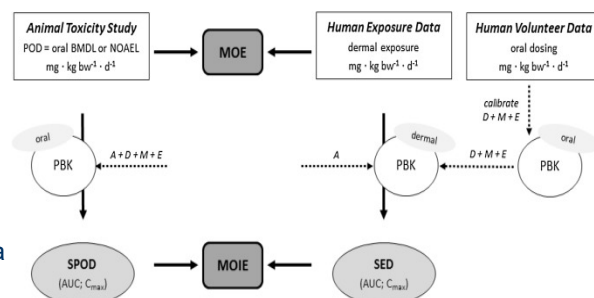 Animal Toxicity Study
POD = oral BMDL or NOAEL
mg · kg bw⁻¹ · d⁻¹
MOE
Human Exposure Data
dermal exposure
mg · kg bw⁻¹ · d⁻¹
Human Volunteer Data
oral dosing
mg · kg bw⁻¹ · d⁻¹
calibrate
D + M + E
oral
PBK
A + D + M + E
A
dermal
PBK
D + M + E
oral
PBK
a
SPOD
(AUC; Cₘₐₓ)
MOIE
SED
(AUC; Cₘₐₓ)